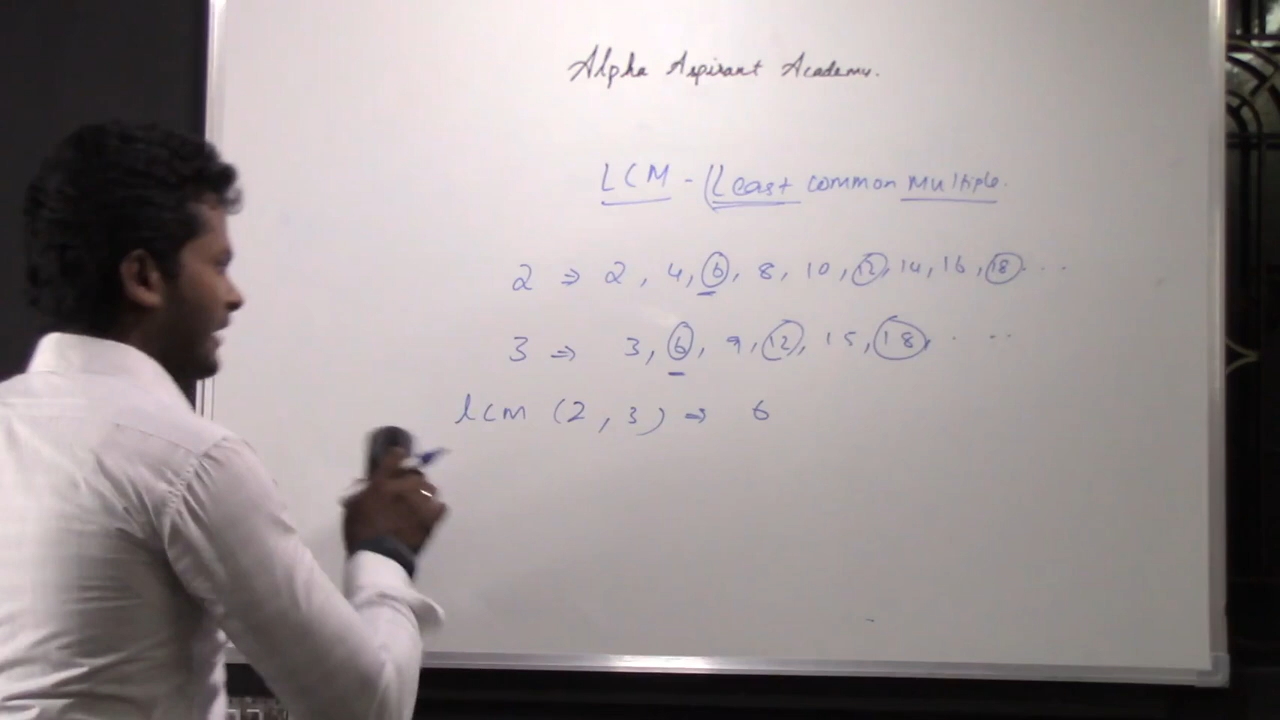 Alpha Aspirant Academy.
LCM - (Least common Multiple.
2 ⇒ 2, 4, 6, 8, 10, 12, 14, 16, 18 ...
3 ⇒ 3, 6, 9, 12, 15, 18, . ..
lCM (2, 3) ⇒ 6